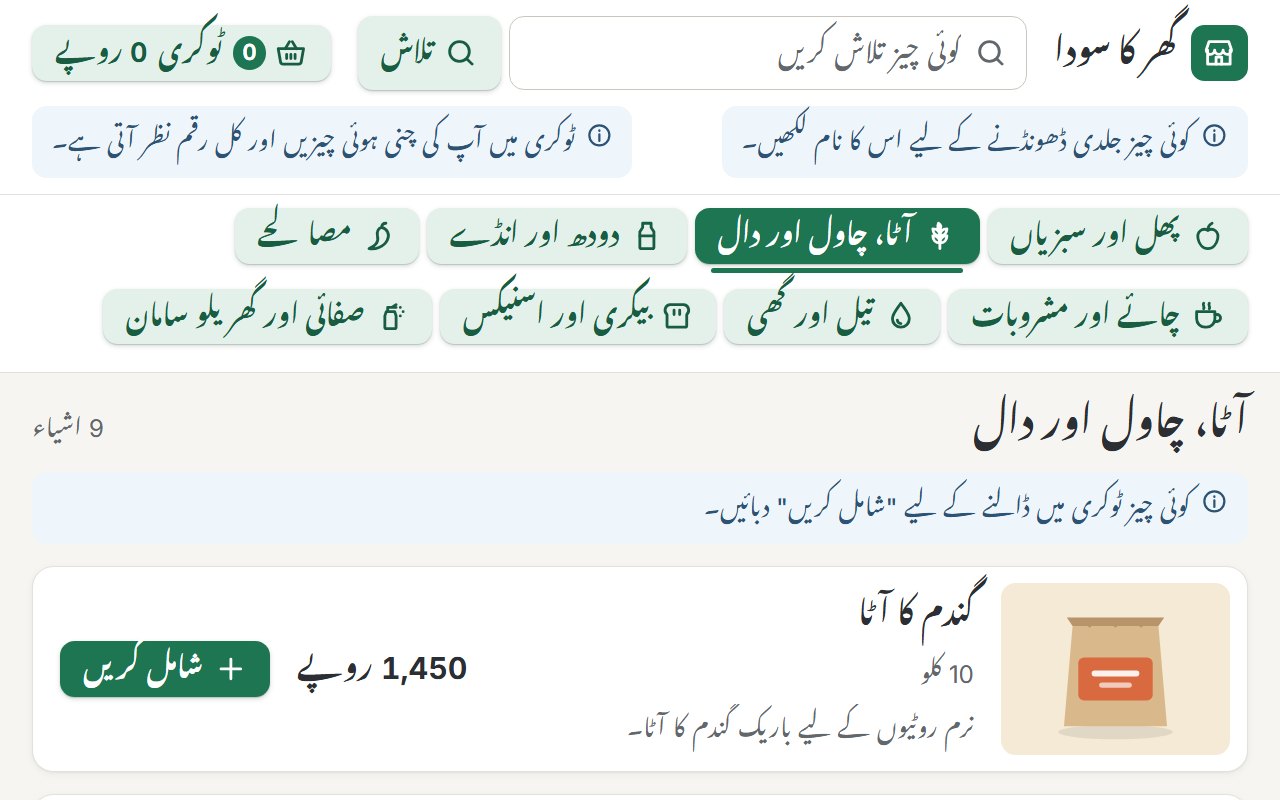 گھر کا سودا
کوئی چیز تلاش کریں
تلاش
0 ٹوکری 0 روپے
کوئی چیز جلدی ڈھونڈنے کے لیے اس کا نام لکھیں۔
ٹوکری میں آپ کی چنی ہوئی چیزیں اور کل رقم نظر آتی ہے۔
پھل اور سبزیاں
آٹا، چاول اور دال
دودھ اور انڈے
مصالحے
چائے اور مشروبات
تیل اور گھی
بیکری اور اسنیکس
صفائی اور گھریلو سامان
آٹا، چاول اور دال
9 اشیاء
کوئی چیز ٹوکری میں ڈالنے کے لیے "شامل کریں" دبائیں۔
گندم کا آٹا
10 کلو
نرم روٹیوں کے لیے باریک گندم کا آٹا۔
1,450 روپے
شامل کریں